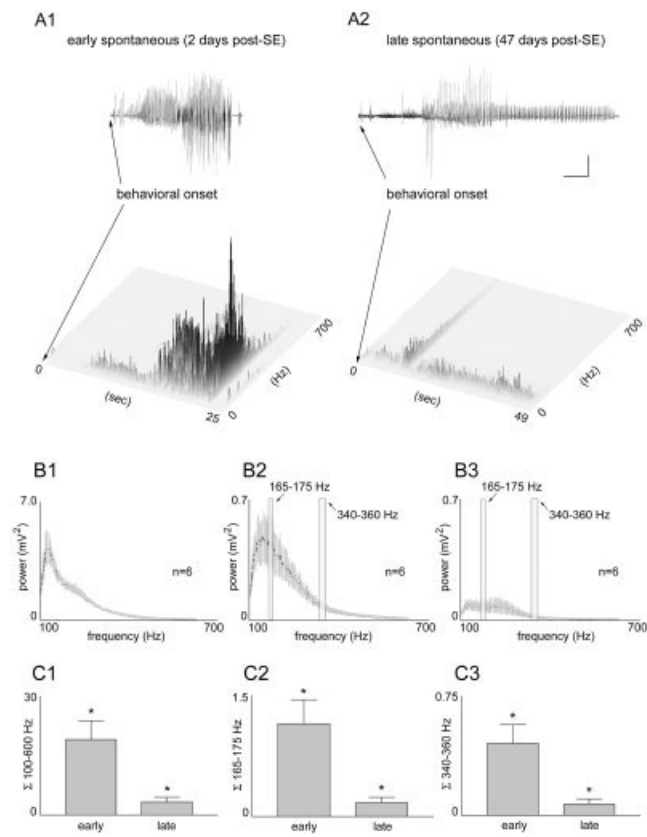 A1
early spontaneous (2 days post-SE)
A2
late spontaneous (47 days post-SE)
behavioral onset
behavioral onset
0
(sec)
25
0
(Hz)
700
0
(sec)
49
0
(Hz)
700
B1
7.0
power (mV²)
0
n=6
100
frequency (Hz)
700
B2
165-175 Hz
340-360 Hz
0.7
power (mV²)
0
n=6
100
frequency (Hz)
700
B3
165-175 Hz
340-360 Hz
0.7
power (mV²)
0
n=6
100
frequency (Hz)
700
C1
30
Σ 100-600 Hz
0
*
*
early
late
C2
1.5
Σ 165-175 Hz
0
*
*
early
late
C3
0.75
Σ 340-360 Hz
0
*
*
early
late